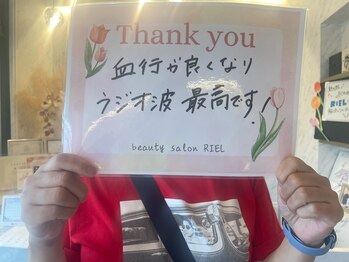 Thank you
血行が良くなり
ラジオ波 最高です!
beauty salon RIEL
RIEL